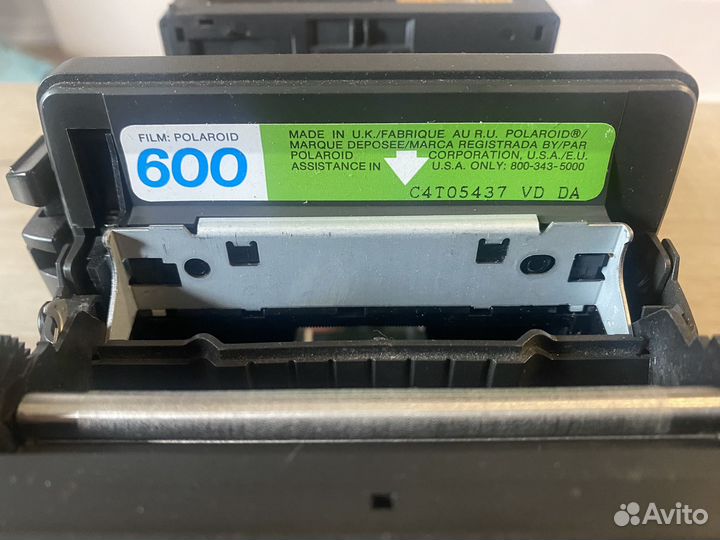 FILM: POLAROID
600
MADE IN U.K./FABRIQUE AU R.U. POLAROID®/
MARQUE DEPOSEE/MARCA REGISTRADA BY/PAR
POLAROID CORPORATION, U.S.A./E.U.
ASSISTANCE IN U.S.A. ONLY: 800-343-5000
C4T05437 VD DA
Avito